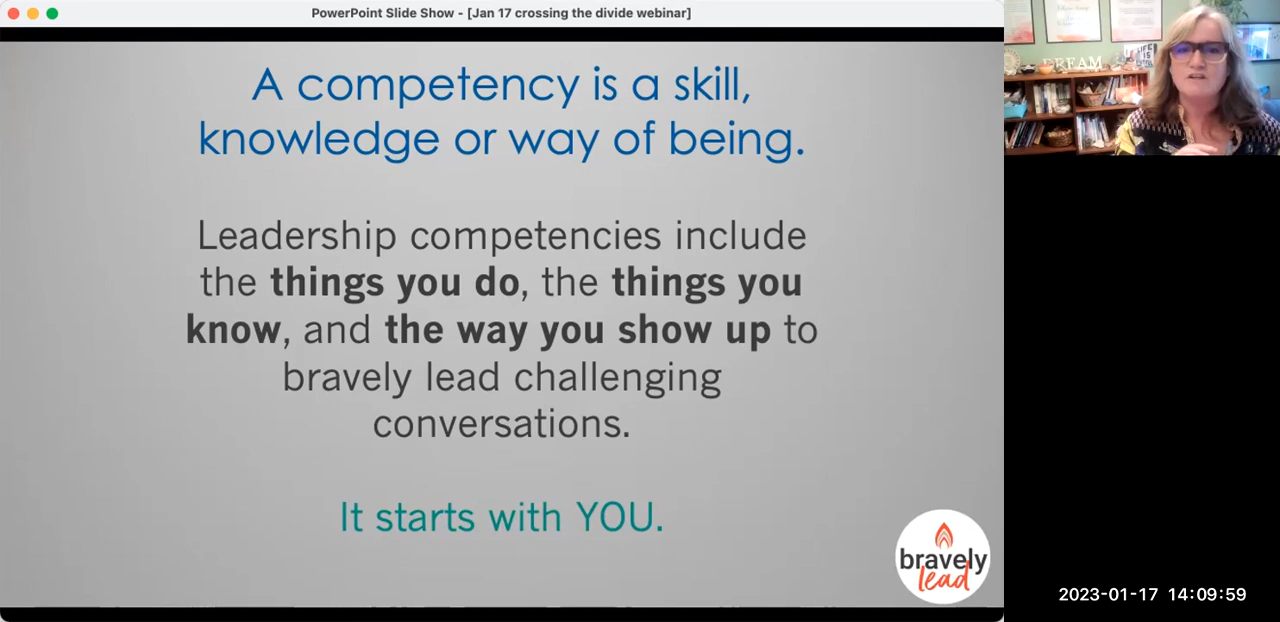 PowerPoint Slide Show - [Jan 17 crossing the divide webinar]
A competency is a skill,
knowledge or way of being.
Leadership competencies include
the things you do, the things you
know, and the way you show up to
bravely lead challenging
conversations.
It starts with YOU.
bravely
lead
DREAM
2023-01-17 14:09:59